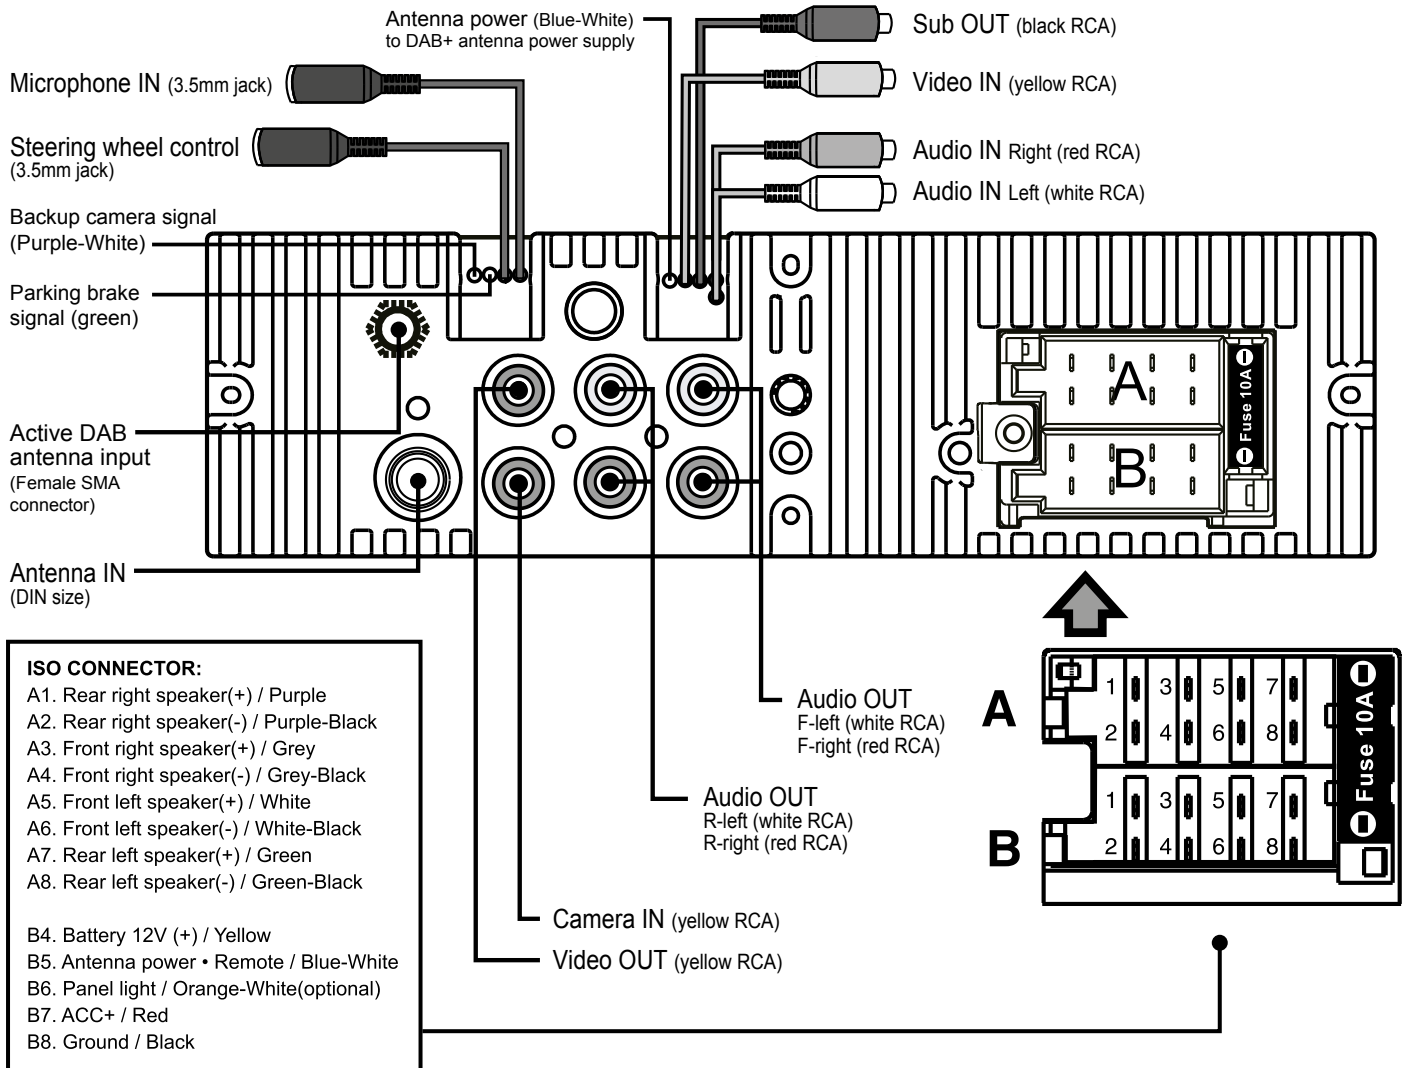 Antenna power (Blue-White)
to DAB+ antenna power supply
Sub OUT (black RCA)
Microphone IN (3.5mm jack)
Video IN (yellow RCA)
Steering wheel control
(3.5mm jack)
Audio IN Right (red RCA)
Audio IN Left (white RCA)
Backup camera signal
(Purple-White)
Parking brake
signal (green)
Active DAB
antenna input
(Female SMA
connector)
Antenna IN
(DIN size)
A
B
Fuse 10A
ISO CONNECTOR:
A1. Rear right speaker(+) / Purple
A2. Rear right speaker(-) / Purple-Black
A3. Front right speaker(+) / Grey
A4. Front right speaker(-) / Grey-Black
A5. Front left speaker(+) / White
A6. Front left speaker(-) / White-Black
A7. Rear left speaker(+) / Green
A8. Rear left speaker(-) / Green-Black
B4. Battery 12V (+) / Yellow
B5. Antenna power • Remote / Blue-White
B6. Panel light / Orange-White(optional)
B7. ACC+ / Red
B8. Ground / Black
Audio OUT
F-left (white RCA)
F-right (red RCA)
Audio OUT
R-left (white RCA)
R-right (red RCA)
Camera IN (yellow RCA)
Video OUT (yellow RCA)
A
1 3 5 7
2 4 6 8
B
1 3 5 7
2 4 6 8
Fuse 10A